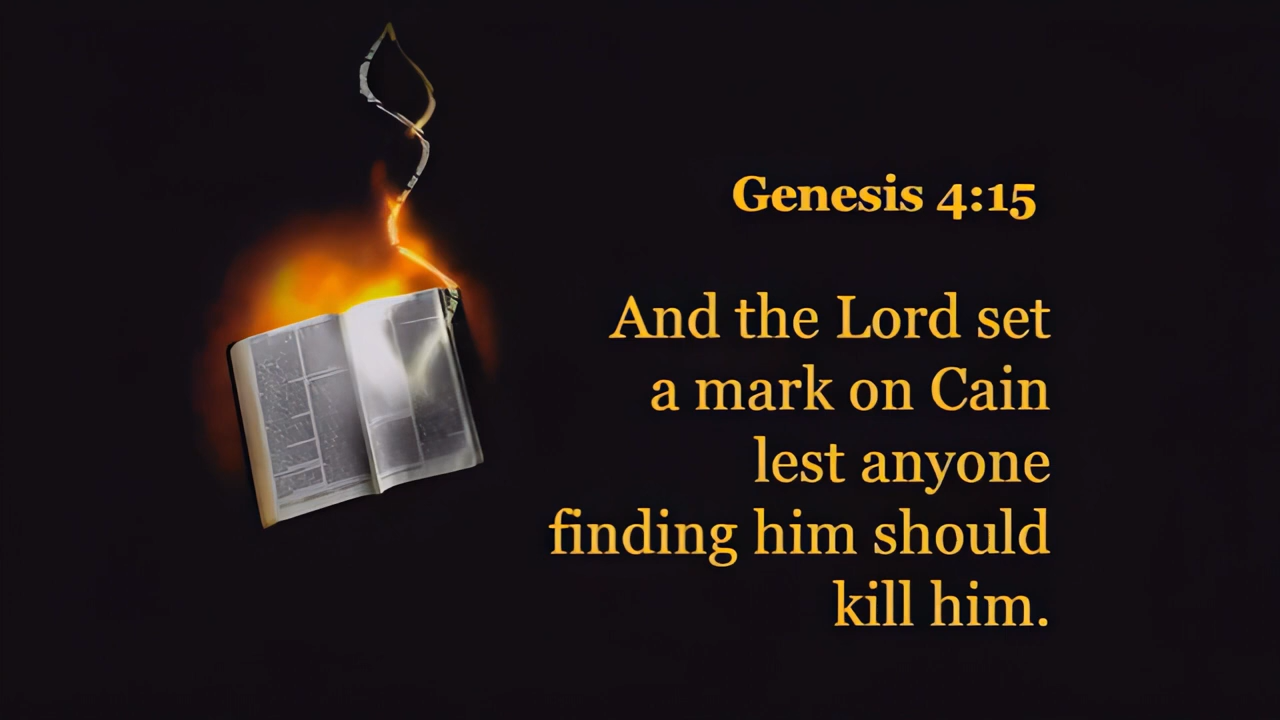 Genesis 4:15
And the Lord set
a mark on Cain
lest anyone
finding him should
kill him.